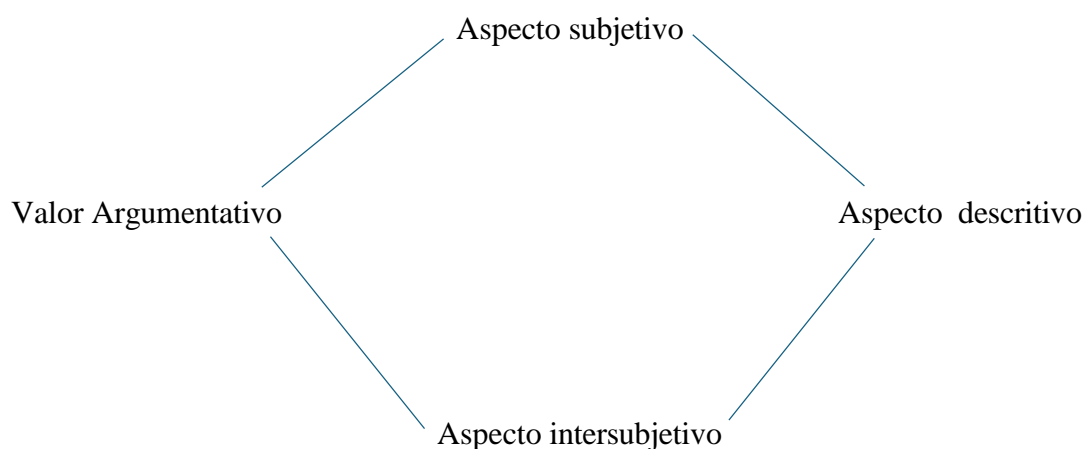 Aspecto subjetivo
Valor Argumentativo
Aspecto descritivo
Aspecto intersubjetivo